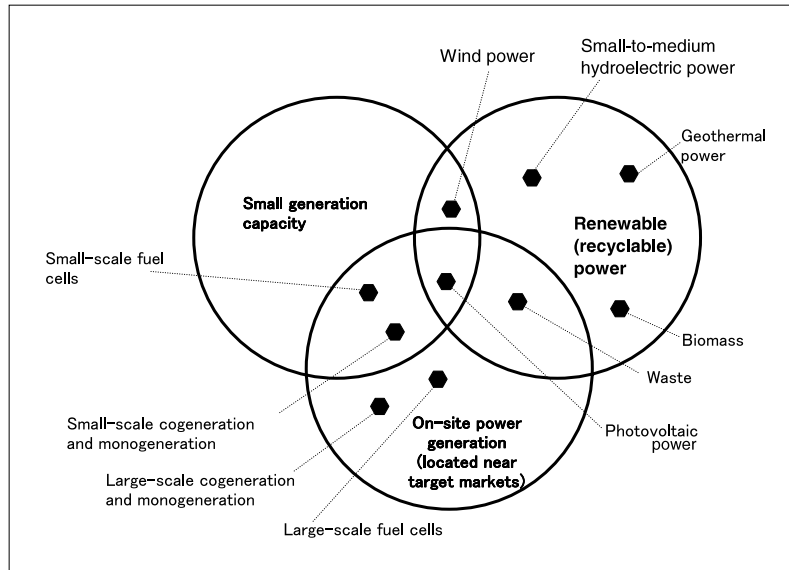 Wind power
Small-to-medium
hydroelectric power
Geothermal
power
Small generation
capacity
Renewable
(recyclable)
power
Small-scale fuel
cells
Biomass
Waste
Small-scale cogeneration
and monogeneration
On-site power
generation
(located near
target markets)
Photovoltaic
power
Large-scale cogeneration
and monogeneration
Large-scale fuel cells